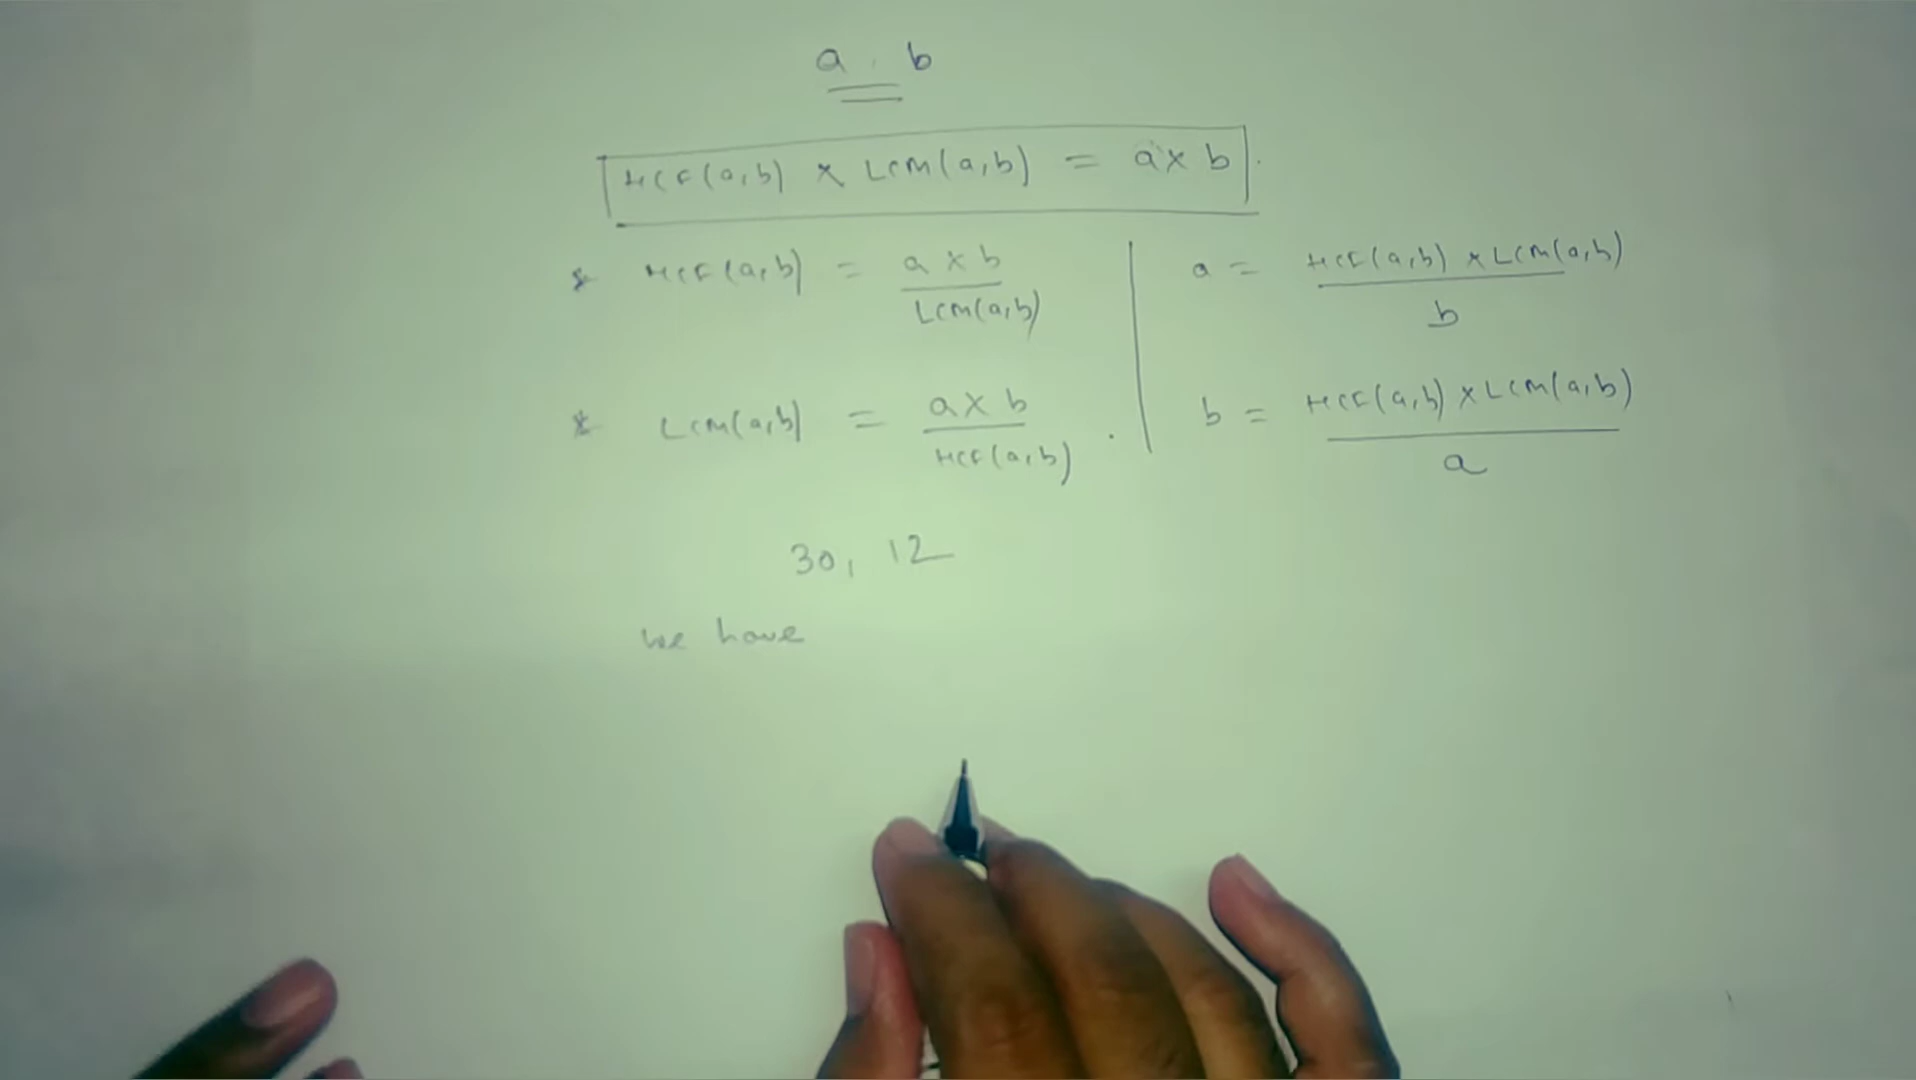 a , b
HCF(a,b) × LCM(a,b) = a × b
* HCF(a,b) = a × b / LCM(a,b)
* LCM(a,b) = a × b / HCF(a,b) .
a = HCF(a,b) × LCM(a,b) / b
b = HCF(a,b) × LCM(a,b) / a
30, 12
we have